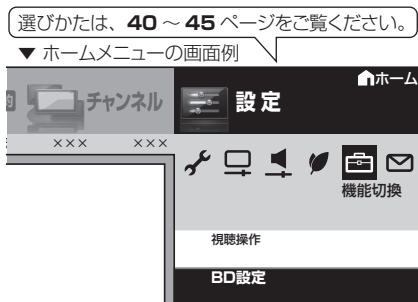 選びかたは、40 ～ 45 ページをご覧ください。
▼ ホームメニューの画面例
ホーム
チャンネル
設定
××× ×××
機能切換
視聴操作
BD設定